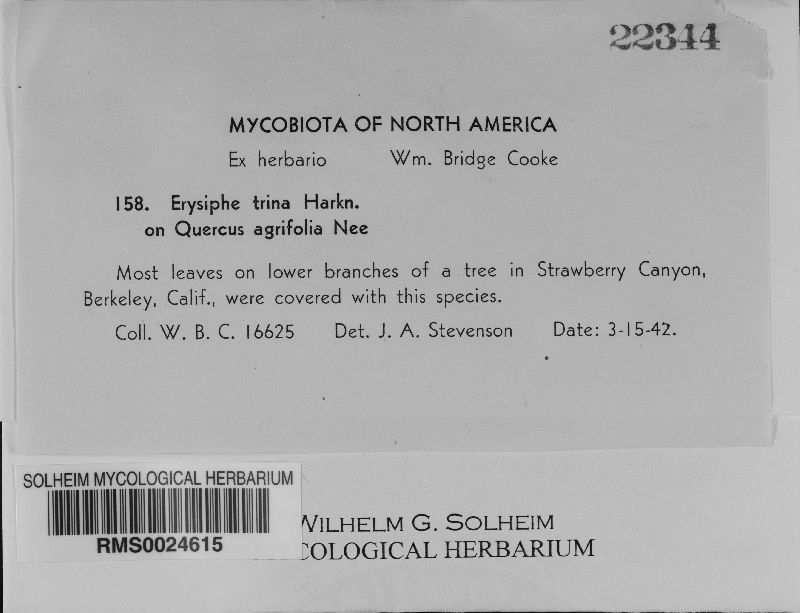 22344
MYCOBIOTA OF NORTH AMERICA
Ex herbario Wm. Bridge Cooke
158. Erysiphe trina Harkn.
on Quercus agrifolia Nee
Most leaves on lower branches of a tree in Strawberry Canyon,
Berkeley, Calif., were covered with this species.
Coll. W. B. C. 16625 Det. J. A. Stevenson Date: 3-15-42.
SOLHEIM MYCOLOGICAL HERBARIUM
RMS0024615
WILHELM G. SOLHEIM
COLOGICAL HERBARIUM